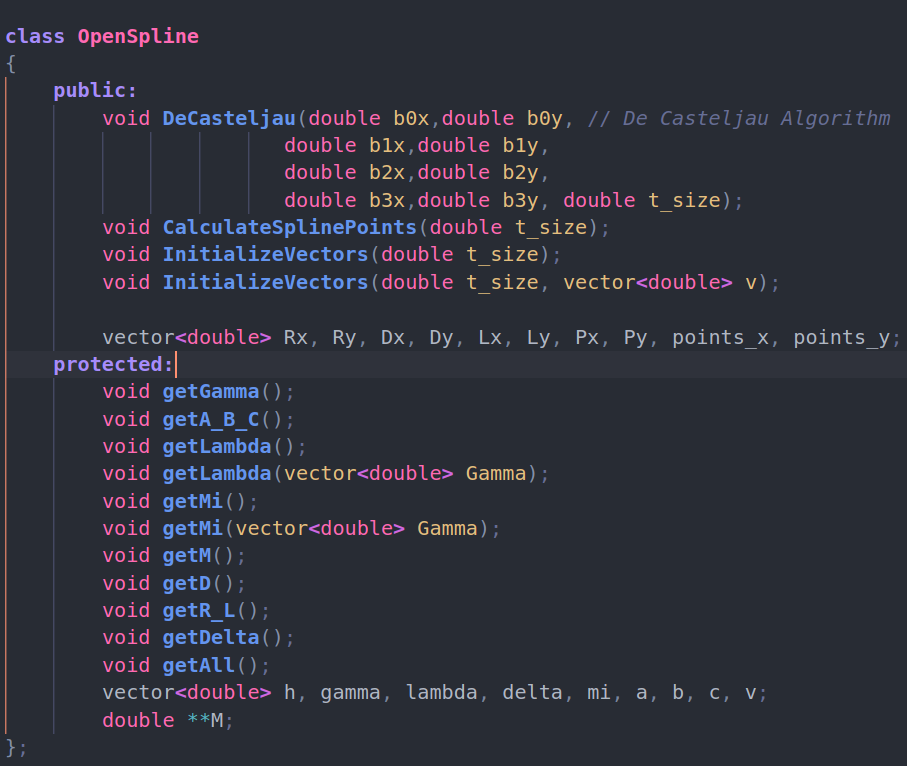 class OpenSpline
{
    public:
        void DeCasteljau(double b0x,double b0y, // De Casteljau Algorithm
                       double b1x,double b1y,
                       double b2x,double b2y,
                       double b3x,double b3y, double t_size);
        void CalculateSplinePoints(double t_size);
        void InitializeVectors(double t_size);
        void InitializeVectors(double t_size, vector<double> v);

        vector<double> Rx, Ry, Dx, Dy, Lx, Ly, Px, Py, points_x, points_y;
    protected:
        void getGamma();
        void getA_B_C();
        void getLambda();
        void getLambda(vector<double> Gamma);
        void getMi();
        void getMi(vector<double> Gamma);
        void getM();
        void getD();
        void getR_L();
        void getDelta();
        void getAll();
        vector<double> h, gamma, lambda, delta, mi, a, b, c, v;
        double **M;
};